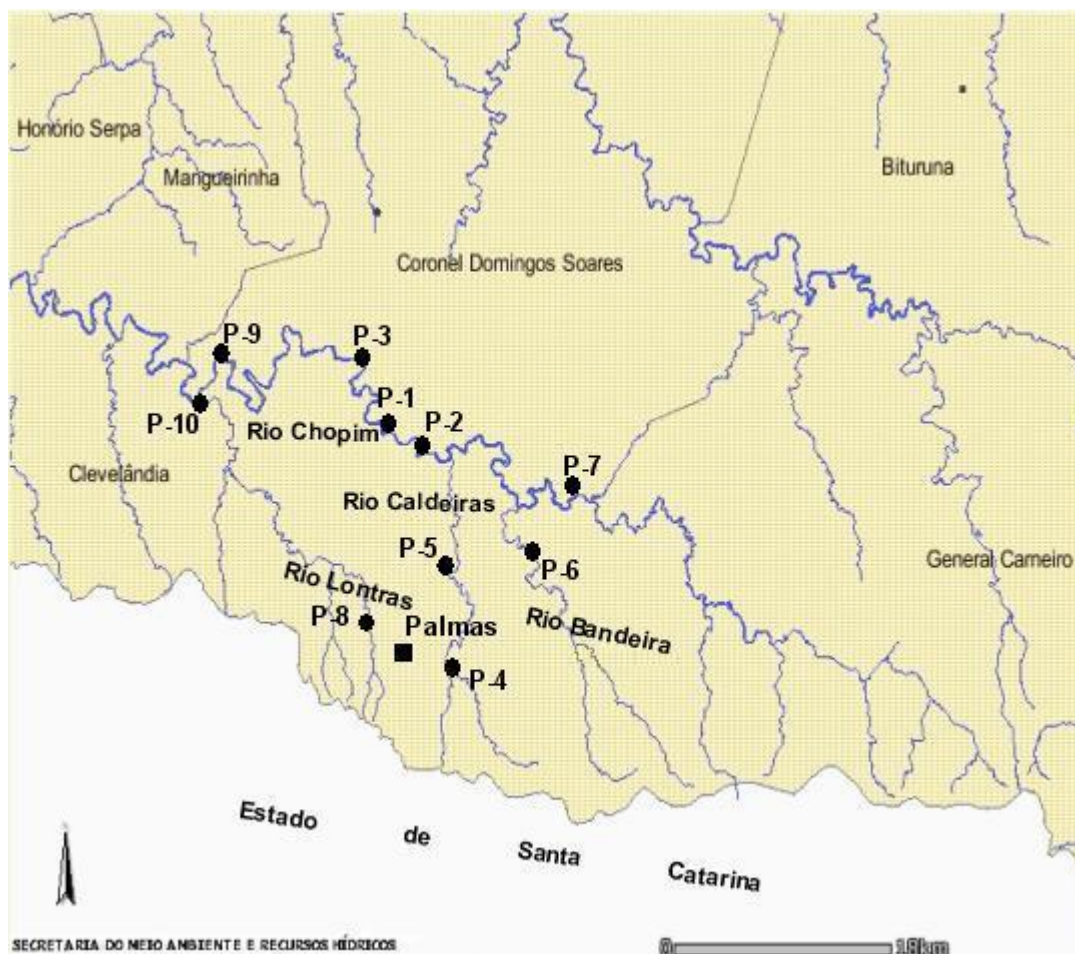 Honório Serpa
Bituruna
Mangueirinha
Coronel Domingos Soares
P-9
P-3
P-1
P-10
P-2
Rio Chopim
Clevelândia
P-7
Rio Caldeiras
P-5
P-6
General Carneiro
Rio Lontras
P-8
Palmas
Rio Bandeira
P-4
Estado de Santa Catarina
SECRETARIA DO MEIO AMBIENTE E RECURSOS HÍDRICOS
0 18km